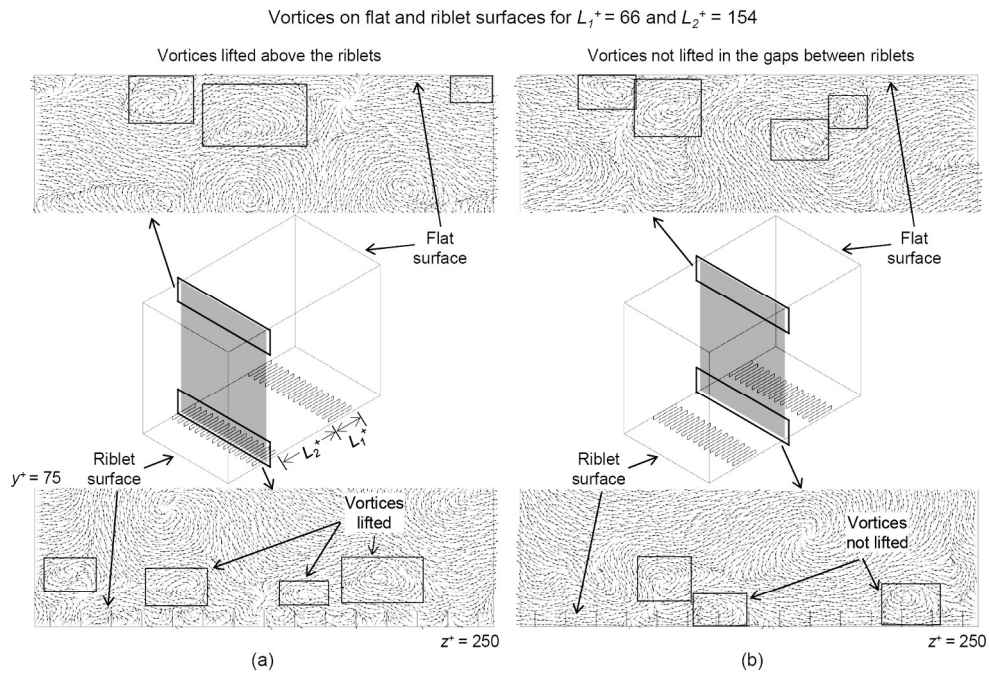 Vortices on flat and riblet surfaces for L₁⁺ = 66 and L₂⁺ = 154
Vortices lifted above the riblets
Flat
surface
L₂⁺
L₁⁺
Riblet
surface
y⁺ = 75
Vortices
lifted
z⁺ = 250
(a)
Vortices not lifted in the gaps between riblets
Flat
surface
Riblet
surface
Vortices
not lifted
z⁺ = 250
(b)